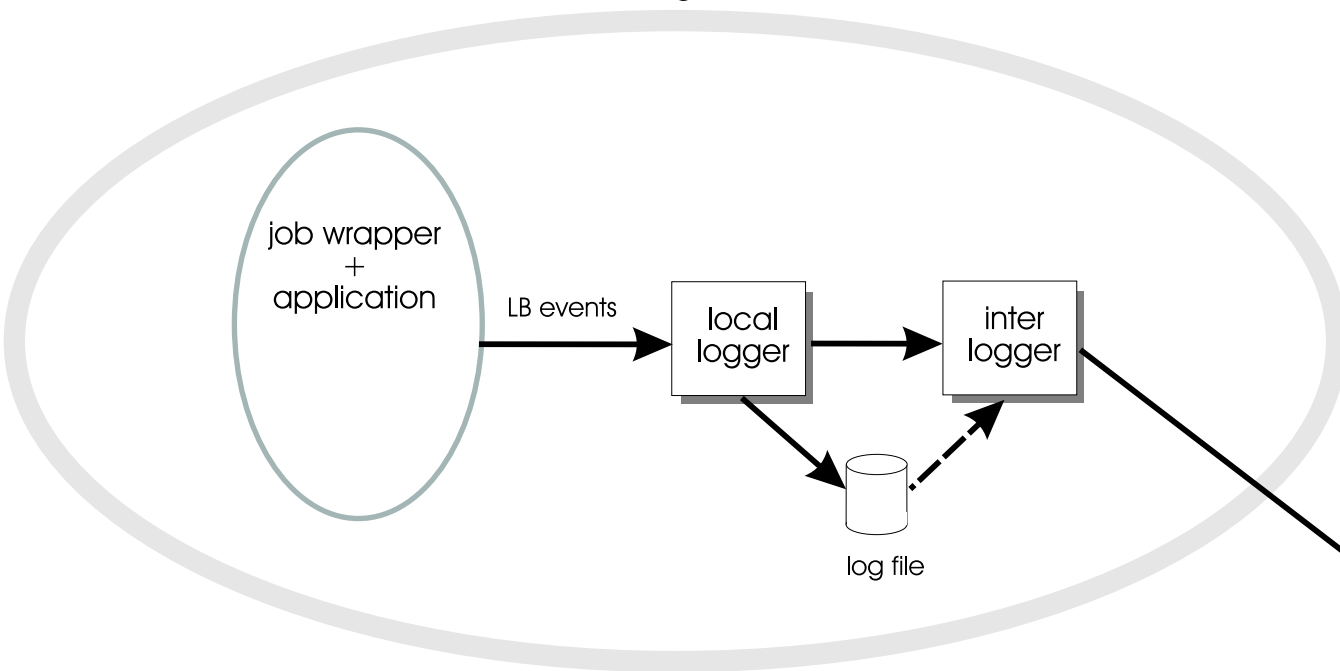 job wrapper
+
application
LB events
local
logger
inter
logger
log file